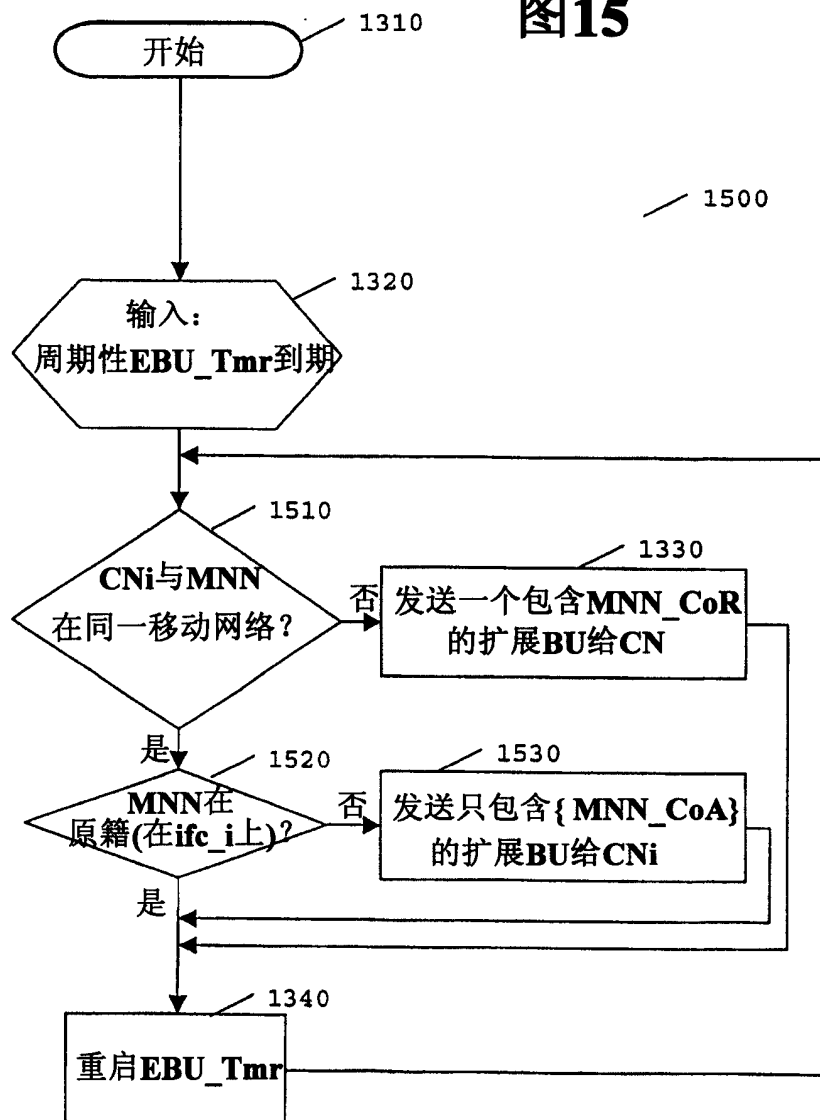 图15
1310
开始
1500
1320
输入:
周期性EBU_Tmr到期
1510
CNi与MNN
在同一移动网络?
否
1330
发送一个包含MNN_CoR
的扩展BU给CN
是
1520
MNN在
原籍(在ifc_i上)?
否
1530
发送只包含{MNN_CoA}
的扩展BU给CNi
是
1340
重启EBU_Tmr